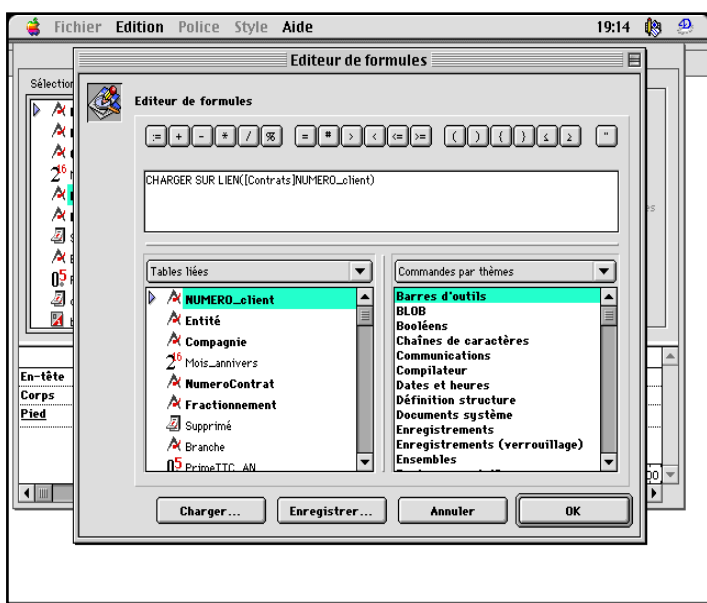 Fichier Edition Police Style Aide 19:14
Editeur de formules
Sélection
Editeur de formules
:= + - * / % = # > < <= >= ( ) { } ≤ ≥ "
CHARGER SUR LIEN([Contrats]NUMERO_client)
Tables liées
Commandes par thèmes
NUMERO_client
Entité
Compagnie
Mois_annivers
NumeroContrat
Fractionnement
Supprimé
Branche
PrimeTTC_AN
Barres d'outils
BLOB
Booléens
Chaînes de caractères
Communications
Compilateur
Dates et heures
Définition structure
Documents système
Enregistrements
Enregistrements (verrouillage)
Ensembles
En-tête
Corps
Pied
Charger...
Enregistrer...
Annuler
OK